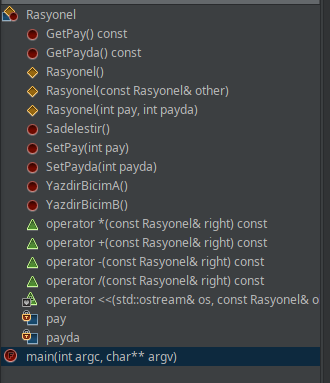 Rasyonel
GetPay() const
GetPayda() const
Rasyonel()
Rasyonel(const Rasyonel& other)
Rasyonel(int pay, int payda)
Sadelestir()
SetPay(int pay)
SetPayda(int payda)
YazdirBicimA()
YazdirBicimB()
operator *(const Rasyonel& right) const
operator +(const Rasyonel& right) const
operator -(const Rasyonel& right) const
operator /(const Rasyonel& right) const
operator <<(std::ostream& os, const Rasyonel& o
pay
payda
main(int argc, char** argv)